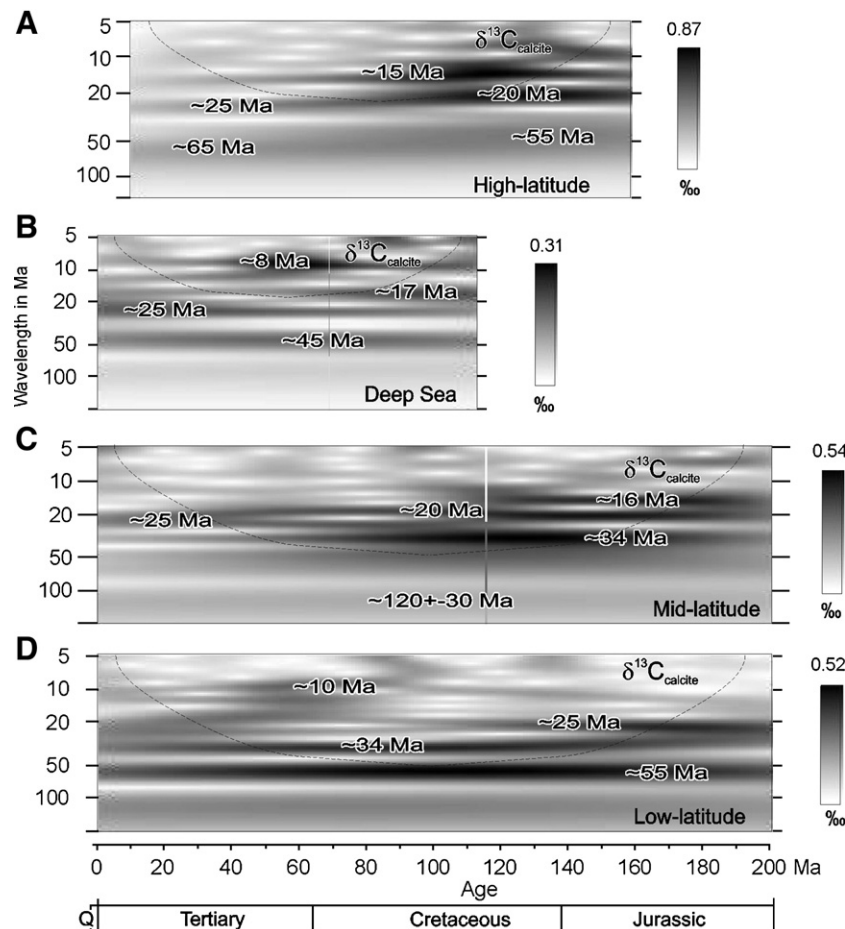 A
5
10
20
50
100
δ13Ccalcite
~15 Ma
~20 Ma
~25 Ma
~65 Ma
~55 Ma
High-latitude
0.87
‰
B
Wavelength in Ma
5
10
20
50
100
~8 Ma
δ13Ccalcite
~17 Ma
~25 Ma
~45 Ma
Deep Sea
0.31
‰
C
5
10
20
50
100
δ13Ccalcite
~16 Ma
~20 Ma
~25 Ma
~34 Ma
~120+-30 Ma
Mid-latitude
0.54
‰
D
5
10
20
50
100
δ13Ccalcite
~10 Ma
~25 Ma
~34 Ma
~55 Ma
Low-latitude
0.52
‰
0 20 40 60 80 100 120 140 160 180 200 Ma
Age
Q Tertiary Cretaceous Jurassic